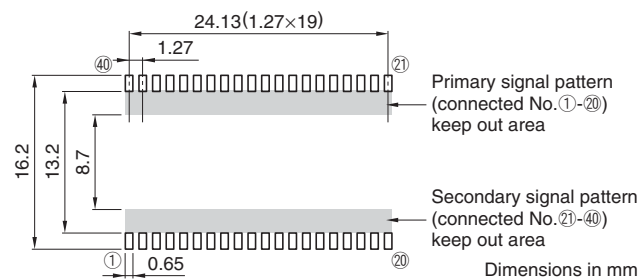 24.13(1.27×19)
㊵ 1.27 ㉑
Primary signal pattern
(connected No.①-⑳)
keep out area
16.2
13.2
8.7
Secondary signal pattern
(connected No.㉑-㊵)
keep out area
① 0.65 ⑳
Dimensions in mm